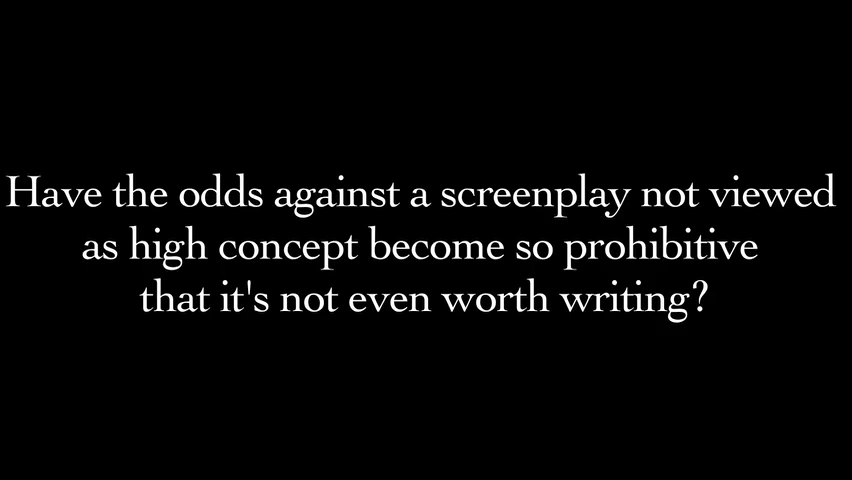 Have the odds against a screenplay not viewed
as high concept become so prohibitive
that it's not even worth writing?